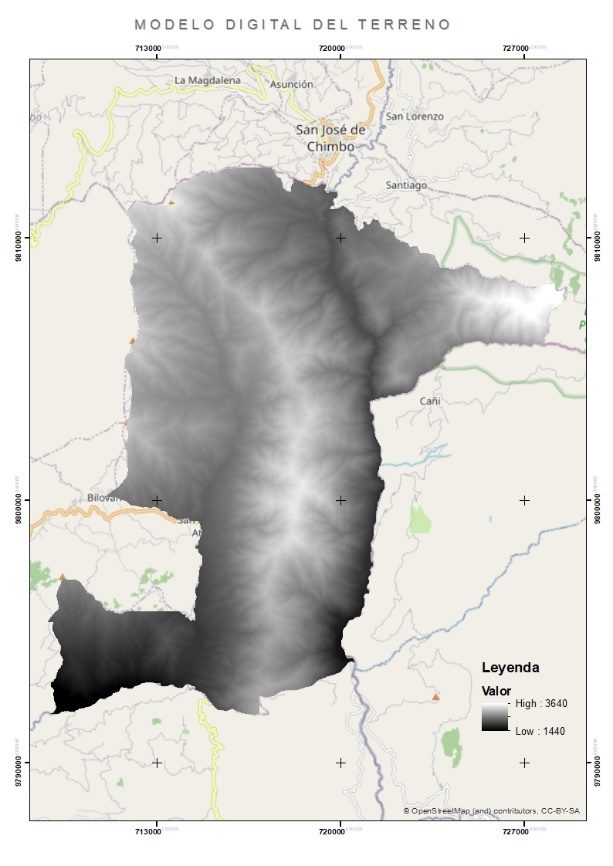 MODELO DIGITAL DEL TERRENO
713000
720000
727000
La Magdalena
Asunción
San José de
Chimbo
San Lorenzo
Santiago
9810000
9810000
Cañi
Bilován
9800000
9800000
Leyenda
Valor
High : 3640
Low : 1440
9790000
9790000
© OpenStreetMap (and) contributors, CC-BY-SA
713000
720000
727000